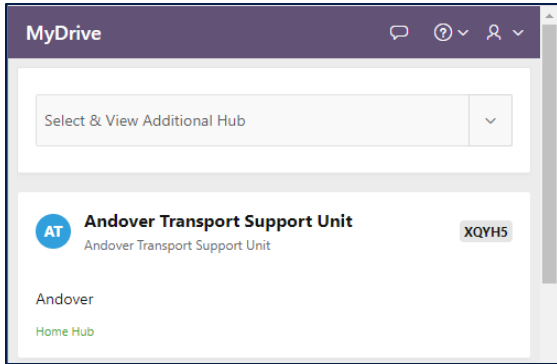 MyDrive
Select & View Additional Hub
AT
Andover Transport Support Unit
XQYH5
Andover Transport Support Unit
Andover
Home Hub